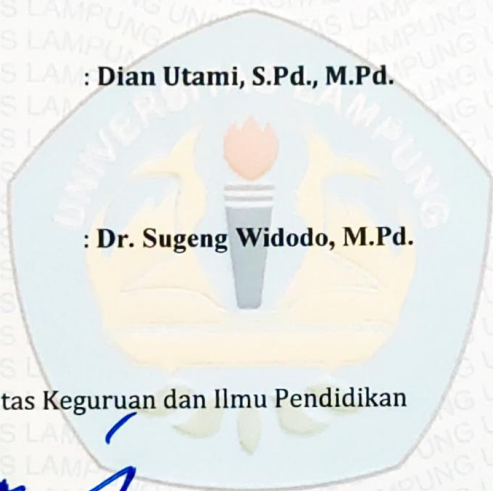 : Dian Utami, S.Pd., M.Pd.
: Dr. Sugeng Widodo, M.Pd.
tas Keguruan dan Ilmu Pendidikan